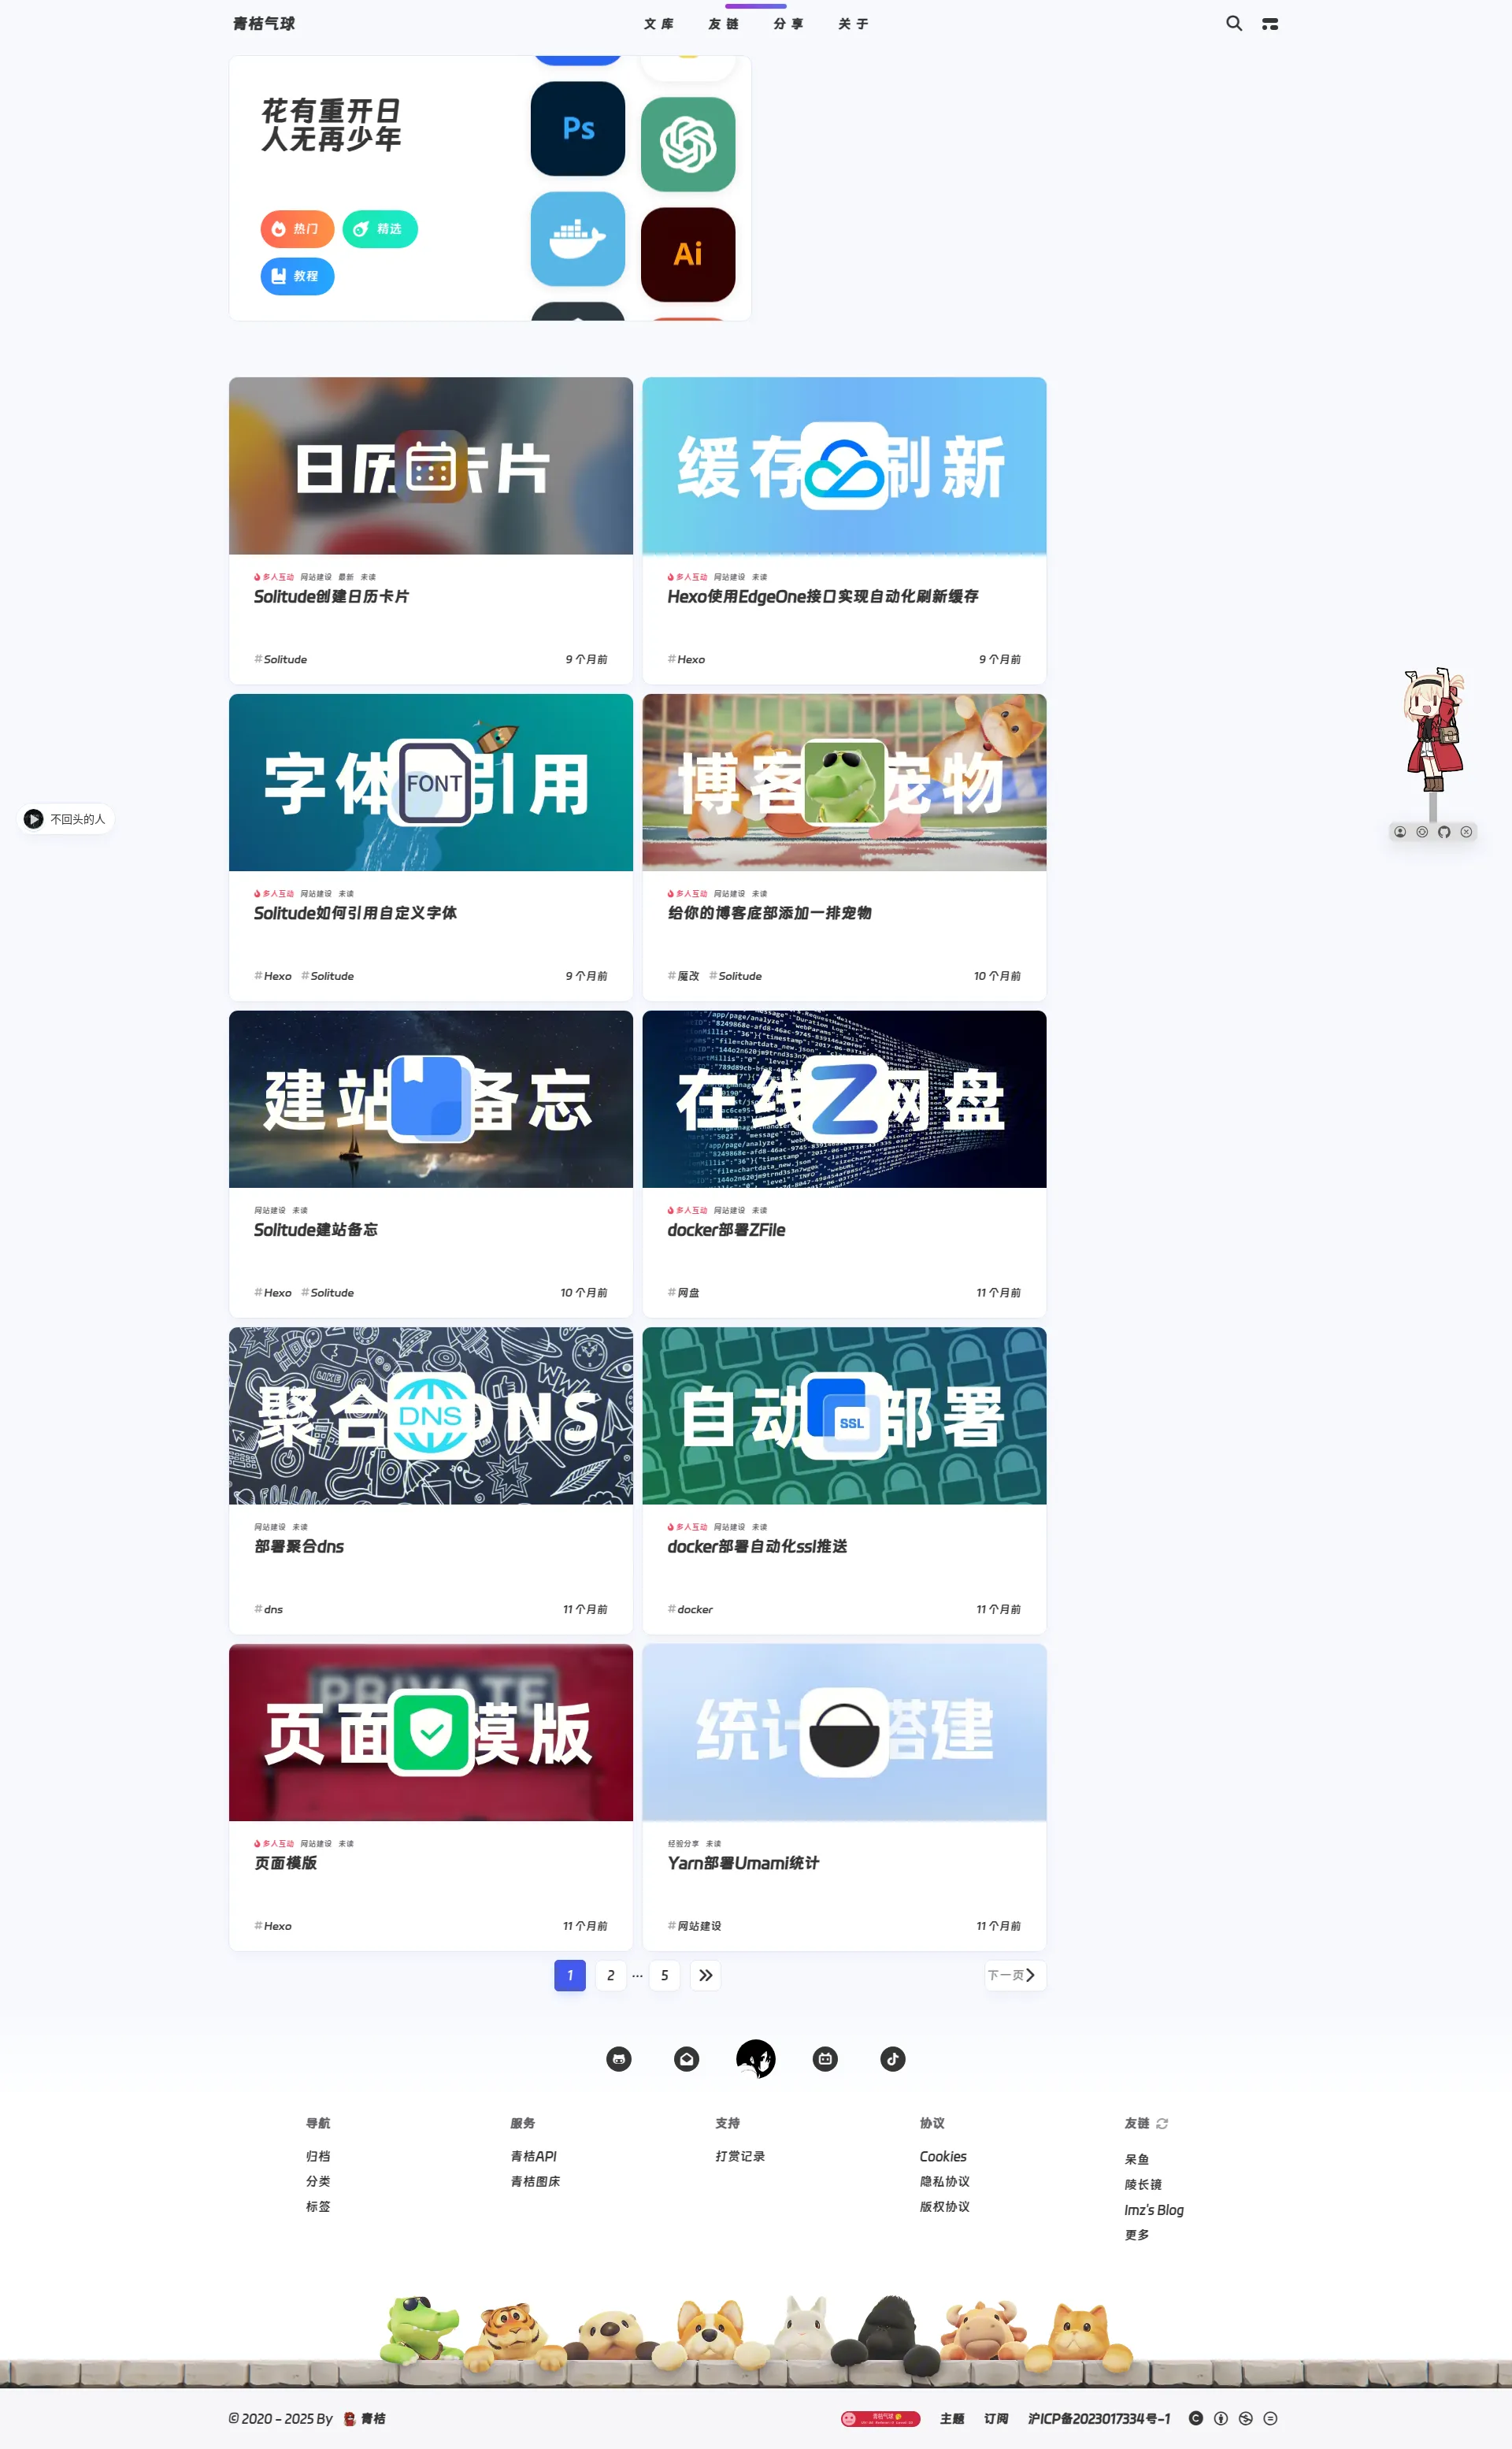 青桔气球
文库
友链
分享
关于
花有重开日
人无再少年
Ps
Ai
热门
精选
教程
日历卡片
缓存刷新
多人互动 网站建设 最新 未读
Solitude创建日历卡片
#Solitude
9 个月前
多人互动 网站建设 未读
Hexo使用EdgeOne接口实现自动化刷新缓存
#Hexo
9 个月前
字体引用
FONT
博客宠物
多人互动 网站建设 未读
Solitude如何引用自定义字体
#Hexo #Solitude
9 个月前
多人互动 网站建设 未读
给你的博客底部添加一排宠物
#魔改 #Solitude
10 个月前
不回头的人
建站备忘
在线网盘
网站建设 未读
Solitude建站备忘
#Hexo #Solitude
10 个月前
多人互动 网站建设 未读
docker部署ZFile
#网盘
11 个月前
聚合DNS
DNS
LIKE
FOLLOW
自动部署
SSL
网站建设 未读
部署聚合dns
#dns
11 个月前
多人互动 网站建设 未读
docker部署自动化ssl推送
#docker
11 个月前
PRIVATE
页面模版
统计搭建
多人互动 网站建设 未读
页面模版
#Hexo
11 个月前
经验分享 未读
Yarn部署Umami统计
#网站建设
11 个月前
1
2
...
5
下一页
导航
归档
分类
标签
服务
青桔API
青桔图床
支持
打赏记录
协议
Cookies
隐私协议
版权协议
友链
呆鱼
陵长镜
Imz's Blog
更多
© 2020 - 2025 By 青桔
青桔气球
主题
订阅
沪ICP备2023017334号-1